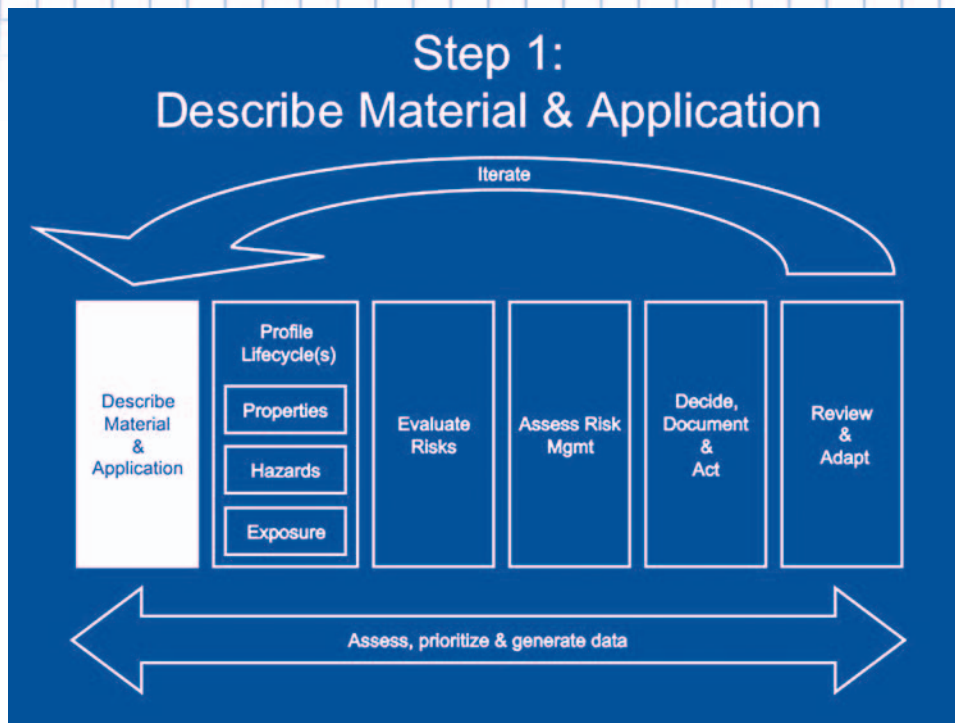 Step 1:
Describe Material & Application
Iterate
Describe
Material
&
Application
Profile
Lifecycle(s)
Properties
Hazards
Exposure
Evaluate
Risks
Assess Risk
Mgmt
Decide,
Document
&
Act
Review
&
Adapt
Assess, prioritize & generate data